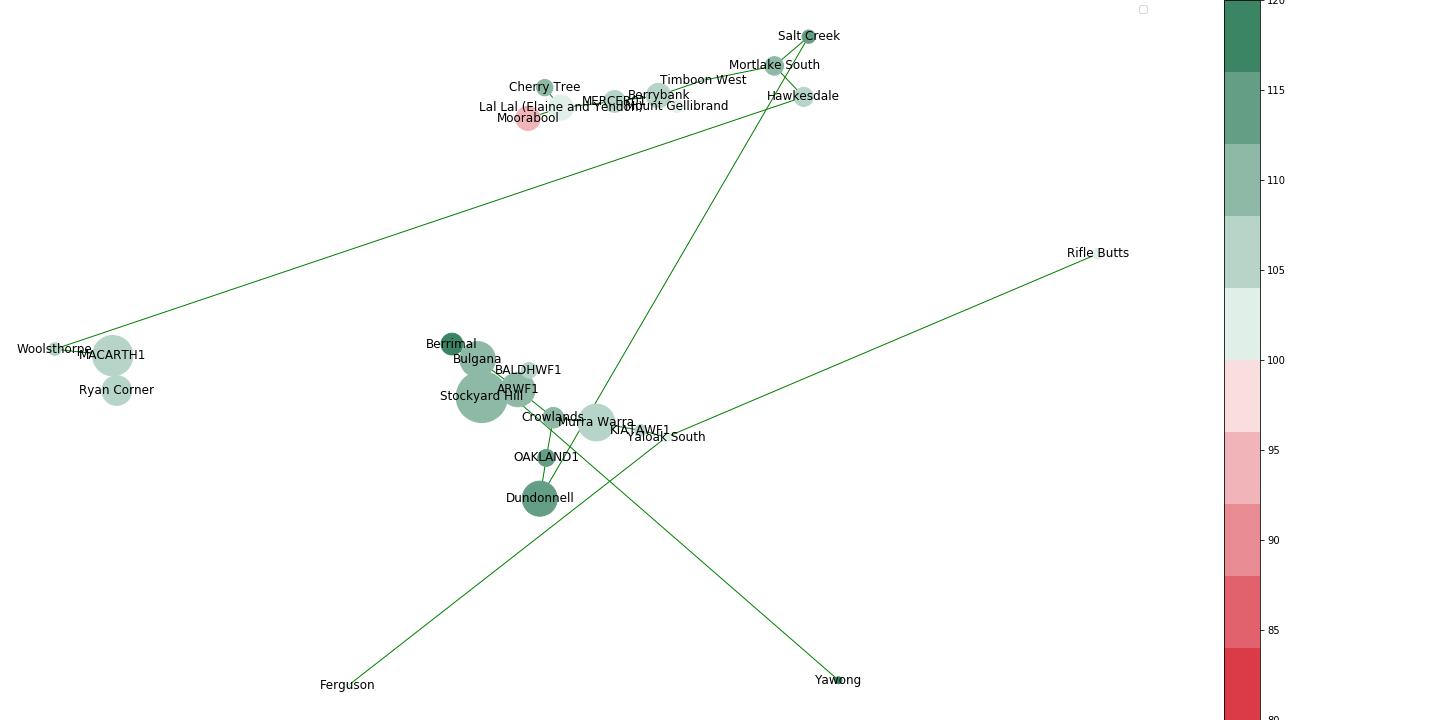 120
Salt Creek
Mortlake South
Timboon West
Cherry Tree
115
Berrybank
Hawkesdale
Lal Lal (Elaine and Yendon)
Mount Gellibrand
Moorabool
110
Rifle Butts
105
Berrimal
Woolsthorpe
MACARTH1
Bulgana
100
BALDHWF1
Ryan Corner
ARWF1
Stockyard Hill
Crowlands
Murra Warra
KIATAWF1
Yaloak South
95
OAKLAND1
Dundonnell
90
85
Yawong
Ferguson
80